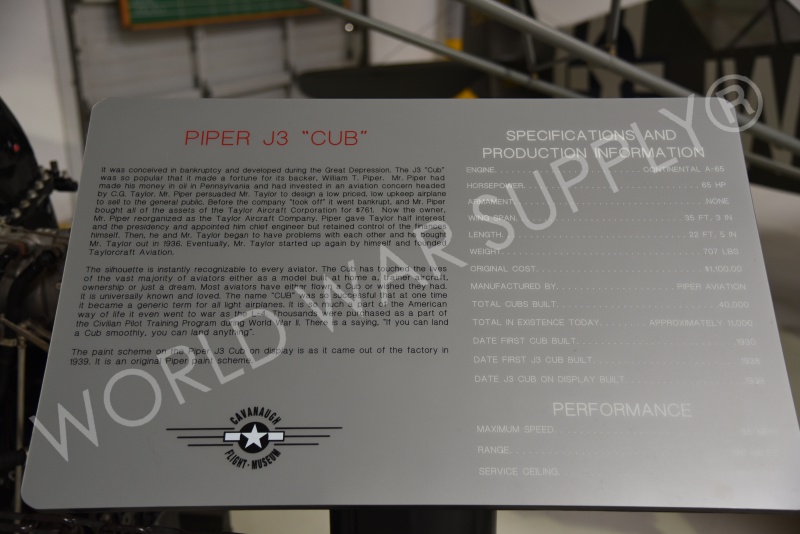 PIPER J3 "CUB"
It was conceived in bankruptcy and developed during the Great Depression. The J3 "Cub"
was so popular that it made a fortune for its backer, William T. Piper. Mr. Piper had
made his money in oil in Pennsylvania and had invested in an aviation concern headed
by C.G. Taylor. Mr. Piper persuaded Mr. Taylor to design a low priced, low upkeep airplane
to sell to the general public. Before the company "took off" it went bankrupt, and Mr. Piper
bought all of the assets of the Taylor Aircraft Corporation for $761. Now the owner,
Mr. Piper reorganized as the Taylor Aircraft Company. Piper gave Taylor half interest
and the presidency and appointed him chief engineer but retained control of the finances
himself. Then, he and Mr. Taylor began to have problems with each other and he bought
Mr. Taylor out in 1936. Eventually, Mr. Taylor started up again by himself and founded
Taylorcraft Aviation.
The silhouette is instantly recognizable to every aviator. The Cub has touched the lives
of the vast majority of aviators either as a model built at home a, trainer aircraft,
ownership or just a dream. Most aviators have either flown one or wished they had.
It is universally known and loved. The name "CUB" was so successful that at one time
it became a generic term for all light airplanes. It is as much a part of the American
way of life it even went to war as the Thousands were purchased as a part of
the Civilian Pilot Training Program during World War II. There is a saying, "If you can land
a Cub smoothly, you can land anything".
The paint scheme on the Piper J3 Cub on display is as it came out of the factory in
1939. It is an original Piper paint scheme.
CAVANAUGH
FLIGHT MUSEUM
SPECIFICATIONS AND
PRODUCTION INFORMATION
ENGINE CONTINENTAL A-65
HORSEPOWER 65 HP
ARMAMENT NONE
WING SPAN 35 FT, 3 IN
LENGTH 22 FT, 5 IN
WEIGHT 707 LBS
ORIGINAL COST $1,100.00
MANUFACTURED BY PIPER AVIATION
TOTAL CUBS BUILT 40,000
TOTAL IN EXISTENCE TODAY APPROXIMATELY 11,000
DATE FIRST CUB BUILT
DATE FIRST J3 CUB BUILT
DATE J3 CUB ON DISPLAY BUILT
PERFORMANCE
MAXIMUM SPEED
RANGE
SERVICE CEILING
WORLD WAR SUPPLY®